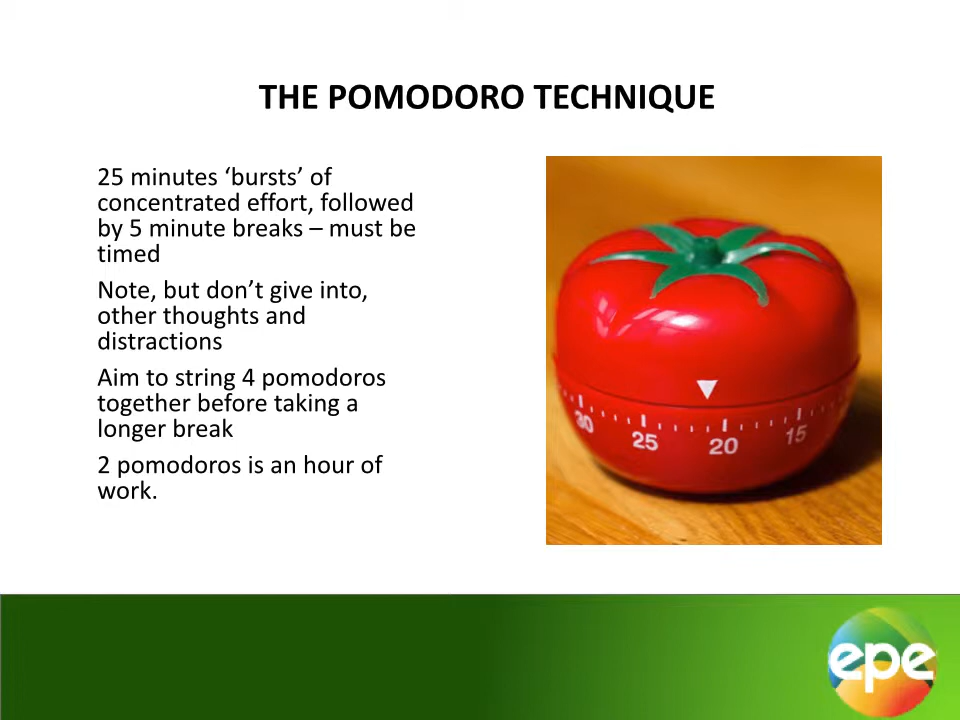 THE POMODORO TECHNIQUE
25 minutes ‘bursts’ of
concentrated effort, followed
by 5 minute breaks – must be
timed
Note, but don’t give into,
other thoughts and
distractions
Aim to string 4 pomodoros
together before taking a
longer break
2 pomodoros is an hour of
work.
30 25 20 15
epe